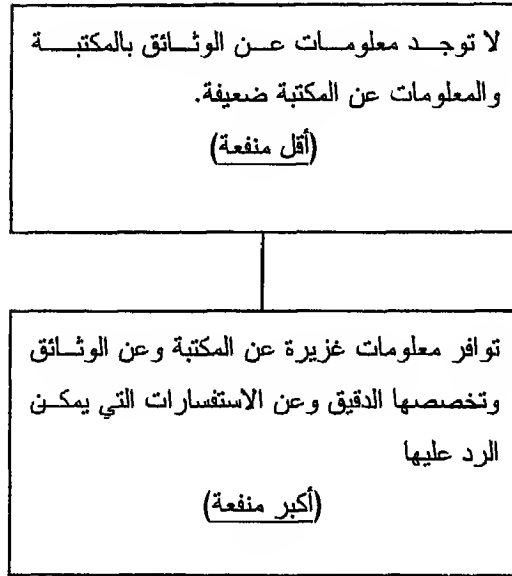 لا توجد معلومات عن الوثائق بالمكتبة
والمعلومات عن المكتبة ضعيفة.
(أقل منفعة)
توافر معلومات غزيرة عن المكتبة وعن الوثائق
وتخصصها الدقيق وعن الاستفسارات التي يمكن
الرد عليها
(أكبر منفعة)